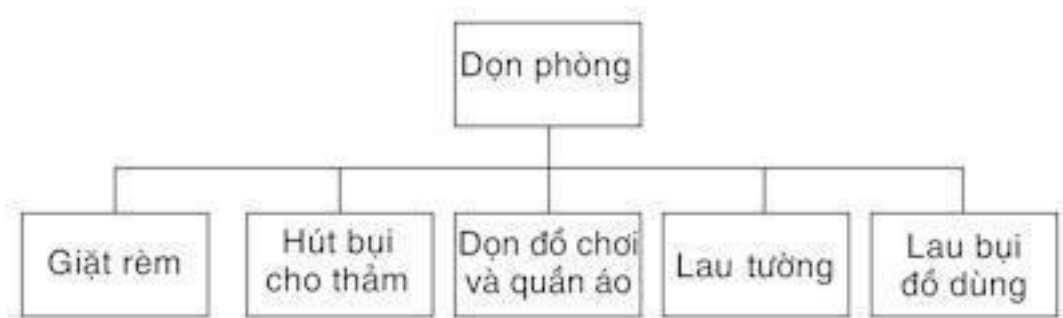 Dọn phòng
Giặt rèm
Hút bụi
cho thảm
Dọn đồ chơi
và quần áo
Lau tường
Lau bụi
đồ dùng